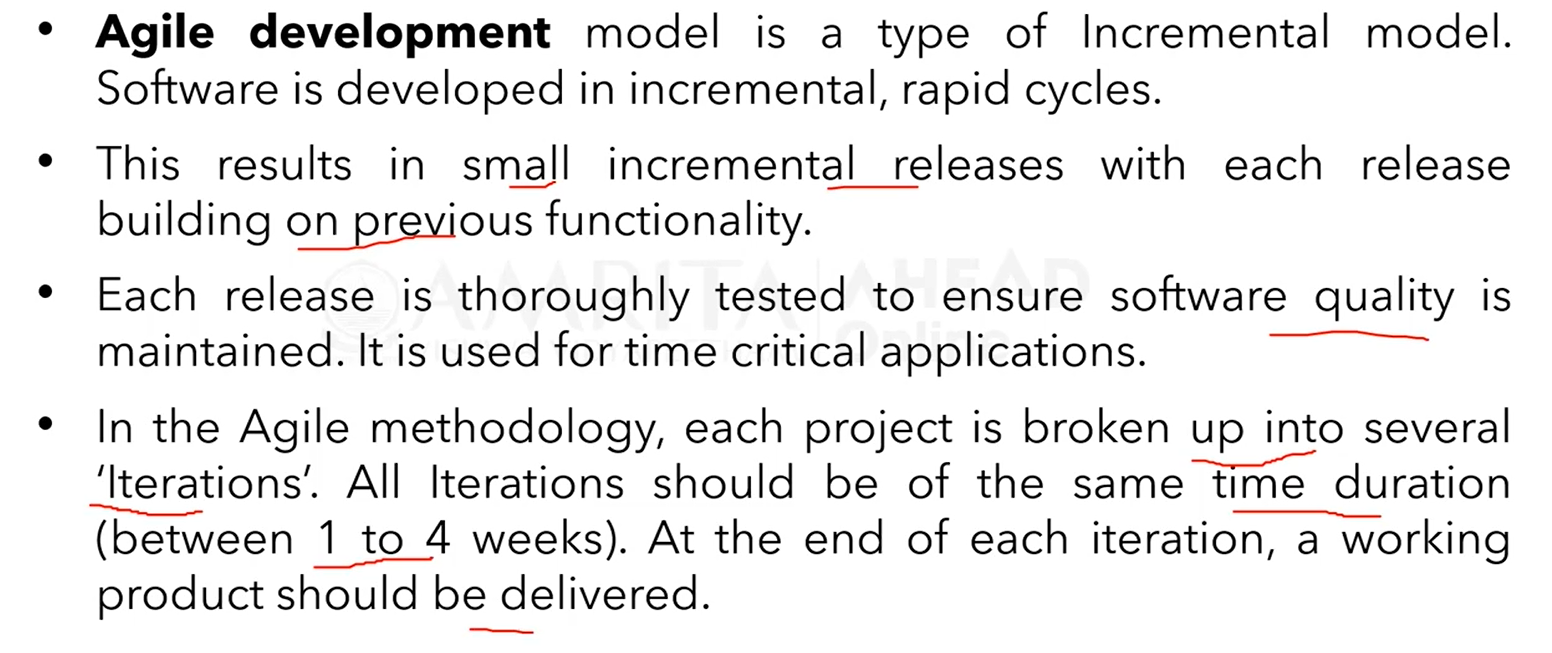 • Agile development model is a type of Incremental model.
Software is developed in incremental, rapid cycles.
• This results in small incremental releases with each release
building on previous functionality.
• Each release is thoroughly tested to ensure software quality is
maintained. It is used for time critical applications.
• In the Agile methodology, each project is broken up into several
‘Iterations’. All Iterations should be of the same time duration
(between 1 to 4 weeks). At the end of each iteration, a working
product should be delivered.
AMRITA | AHEAD
Online